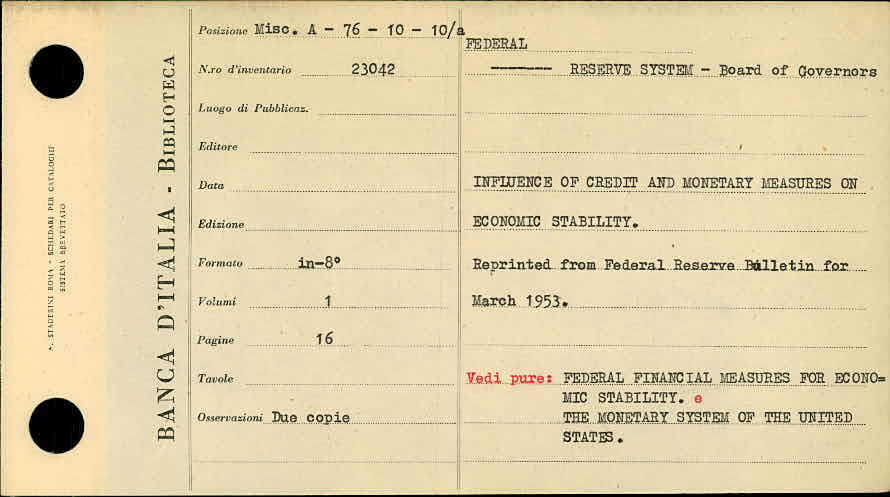 Posizione Misc. A - 76 - 10 - 10/a
N.ro d'inventario 23042
Luogo di Pubblicaz.
Editore
Data
Edizione
Formato in-8°
Volumi 1
Pagine 16
Tavole
Osservazioni Due copie
FEDERAL
------- RESERVE SYSTEM - Board of Governors
INFLUENCE OF CREDIT AND MONETARY MEASURES ON
ECONOMIC STABILITY.
Reprinted from Federal Reserve Bulletin for
March 1953.
Vedi pure: FEDERAL FINANCIAL MEASURES FOR ECONO=
MIC STABILITY. e
THE MONETARY SYSTEM OF THE UNITED
STATES.
BANCA D'ITALIA - BIBLIOTECA
STADERINI ROMA - SCHEDARI PER CATALOGHI
SISTEMA BREVETTATO